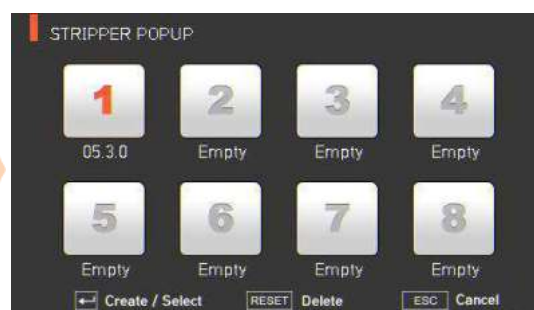 STRIPPER POPUP
1 2 3 4
05.3.0 Empty Empty Empty
5 6 7 8
Empty Empty Empty Empty
Create / Select RESET Delete ESC Cancel